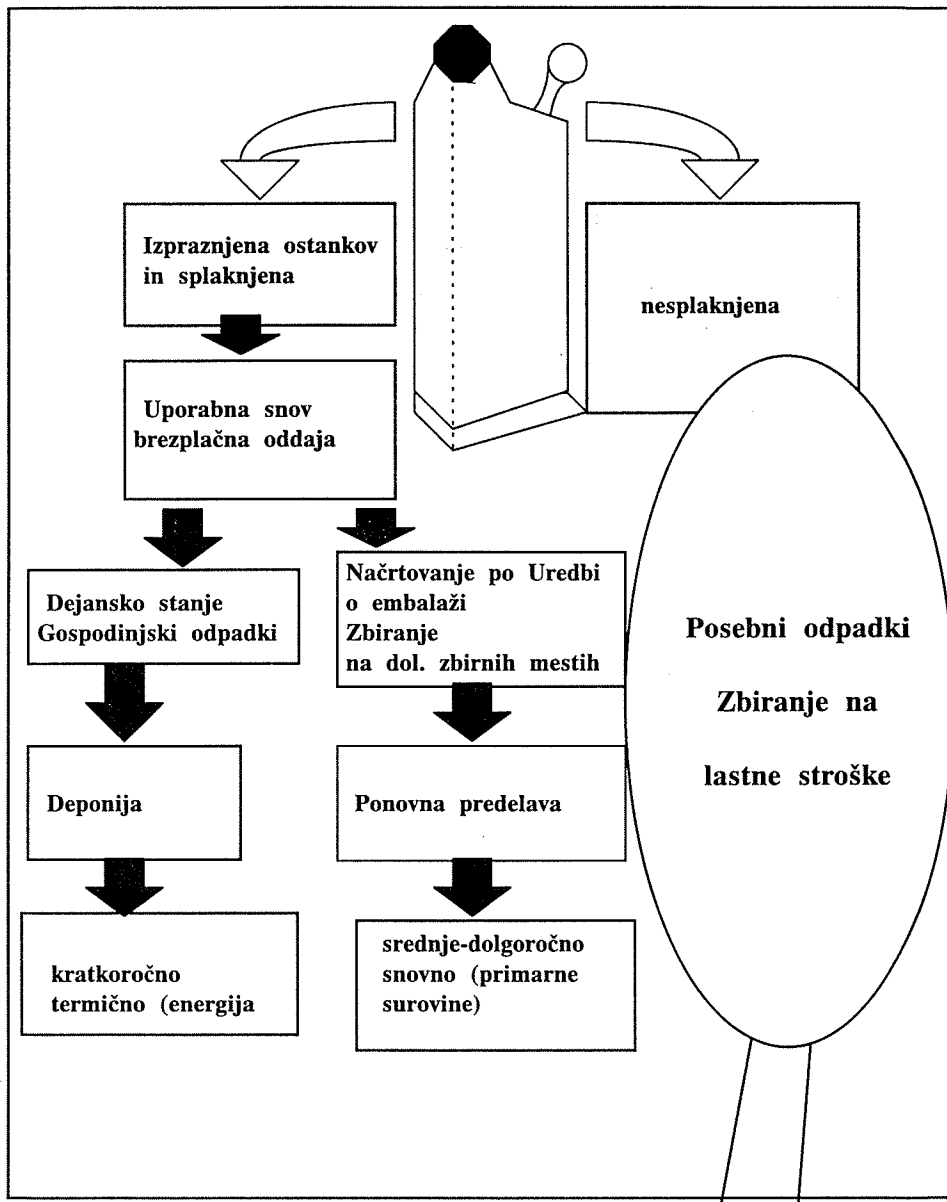 Izpraznjena ostankov
in splaknjena
nesplaknjena
Uporabna snov
brezplačna oddaja
Dejansko stanje
Gospodinjski odpadki
Načrtovanje po Uredbi
o embalaži
Zbiranje
na dol. zbirnih mestih
Posebni odpadki
Zbiranje na
lastne stroške
Deponija
Ponovna predelava
kratkoročno
termično (energija
srednje-dolgoročno
snovno (primarne
surovine)